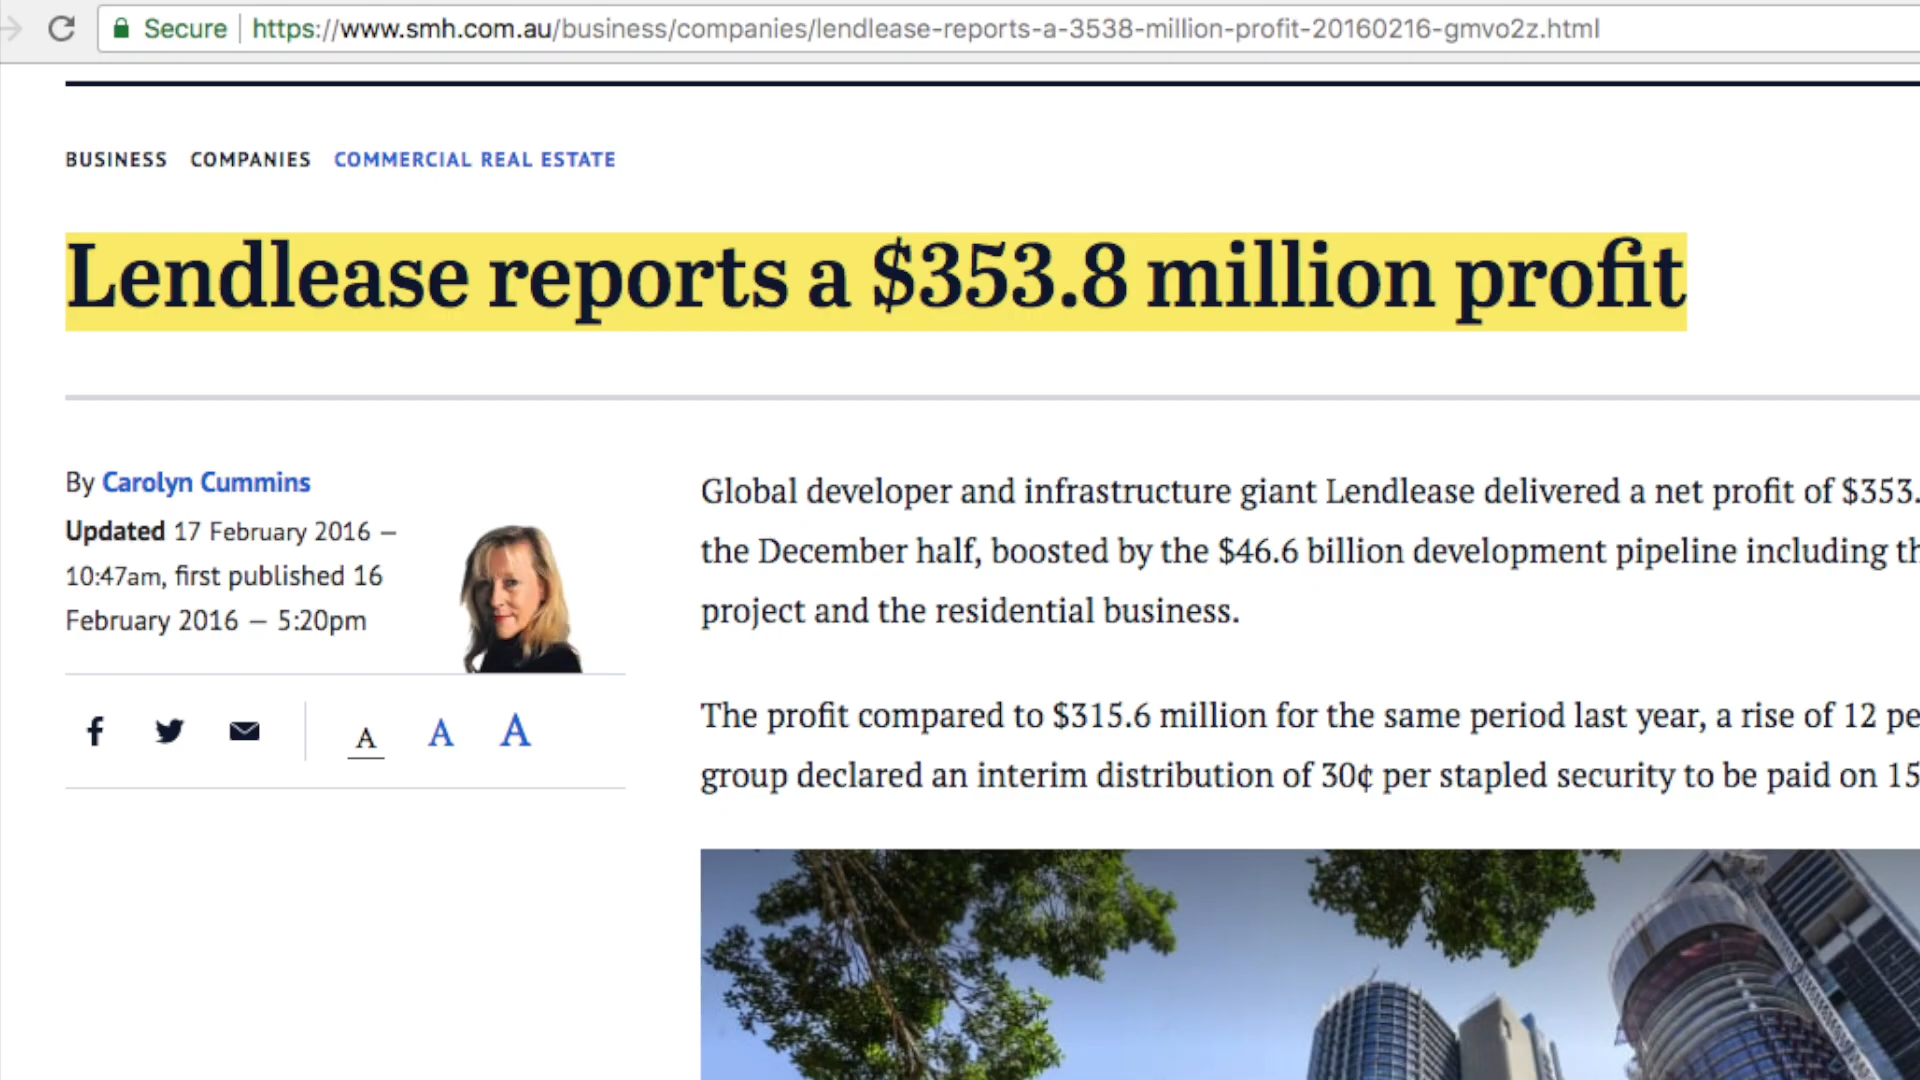 Secure https://www.smh.com.au/business/companies/lendlease-reports-a-3538-million-profit-20160216-gmvo2z.html
BUSINESS COMPANIES COMMERCIAL REAL ESTATE
Lendlease reports a $353.8 million profit
By Carolyn Cummins
Updated 17 February 2016 —
10:47am, first published 16
February 2016 — 5:20pm
A A A
Global developer and infrastructure giant Lendlease delivered a net profit of $353.
the December half, boosted by the $46.6 billion development pipeline including
project and the residential business.
The profit compared to $315.6 million for the same period last year, a rise of 12
group declared an interim distribution of 30¢ per stapled security to be paid on 15